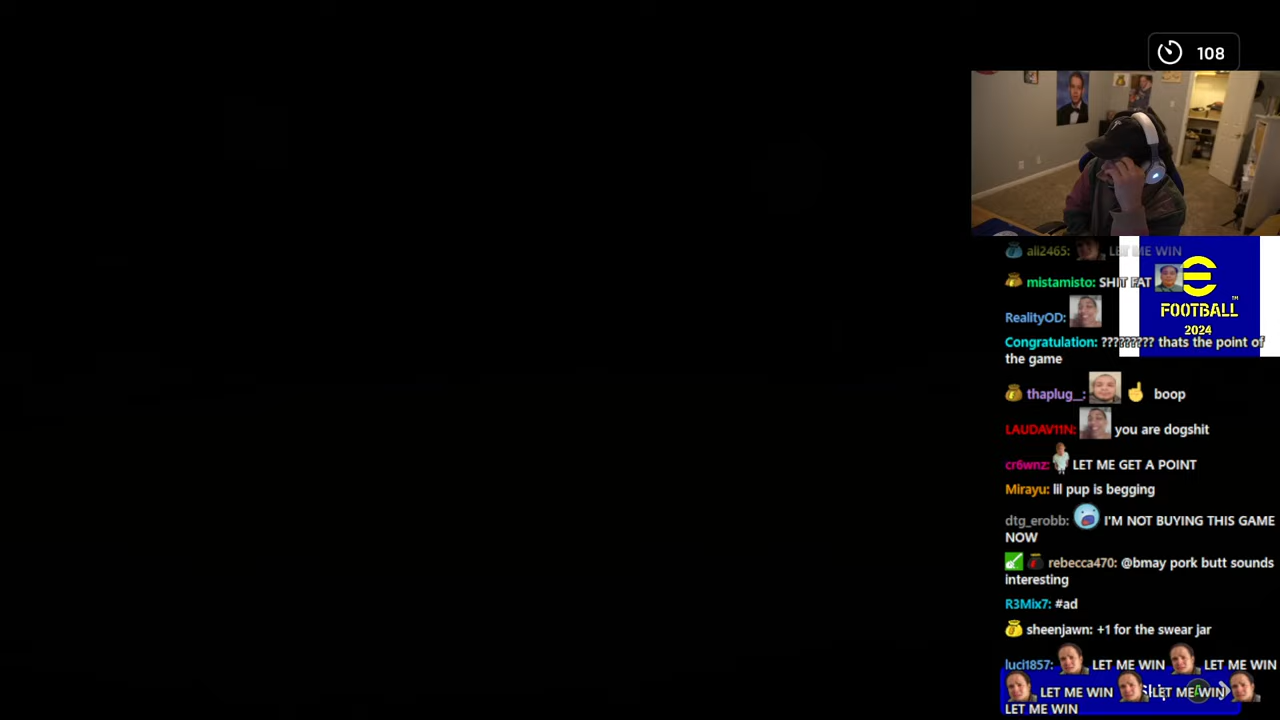 108
ali2465: LET ME WIN
mistamisto: SHIT FAT
FOOTBALL™
2024
RealityOD:
Congratulation: ????????? thats the point of
the game
thaplug__: boop
LAUDAV11N: you are dogshit
cr6wnz: LET ME GET A POINT
Mirayu: lil pup is begging
dtg_erobb: I'M NOT BUYING THIS GAME
NOW
rebecca470: @bmay pork butt sounds
interesting
R3Mix7: #ad
sheenjawn: +1 for the swear jar
luci1857: LET ME WIN LET ME WIN
LET ME WIN LET ME WIN
LET ME WIN